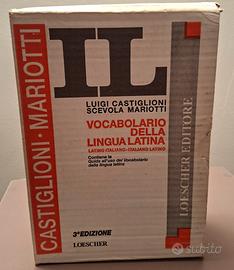 IL
LUIGI CASTIGLIONI
SCEVOLA MARIOTTI
VOCABOLARIO
DELLA
LINGUA LATINA
LATINO-ITALIANO•ITALIANO-LATINO
Contiene la
Guida all'uso del Vocabolario
della lingua latina
3ª EDIZIONE
LOESCHER
CASTIGLIONI•MARIOTTI
LOESCHER EDITORE
subito